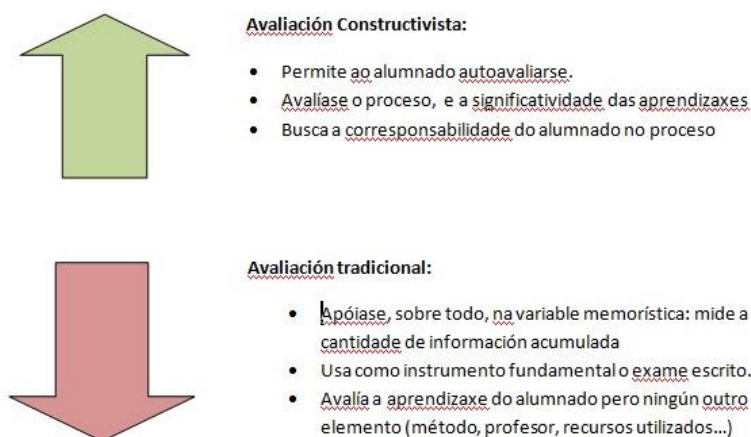 Avaliación Constructivista:
• Permite ao alumnado autoavaliarse.
• Avalíase o proceso, e a significatividade das aprendizaxes
• Busca a corresponsabilidade do alumnado no proceso
Avaliación tradicional:
• Apóiase, sobre todo, na variable memorística: mide a
cantidade de información acumulada
• Usa como instrumento fundamental o exame escrito.
• Avalía a aprendizaxe do alumnado pero ningún outro
elemento (método, profesor, recursos utilizados...)